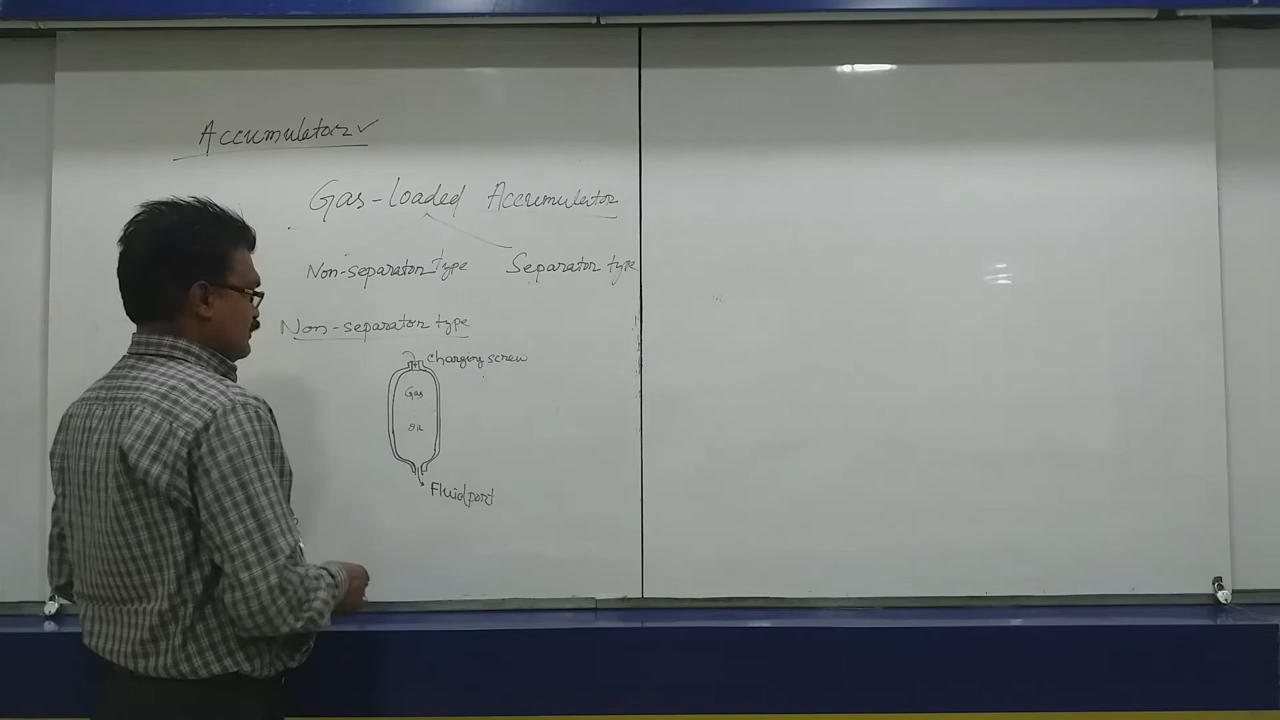 Accumulator ✓
Gas-loaded Accumulator
Non-separator type Separator type
Non-separator type
charging screw
Gas
oil
Fluid port